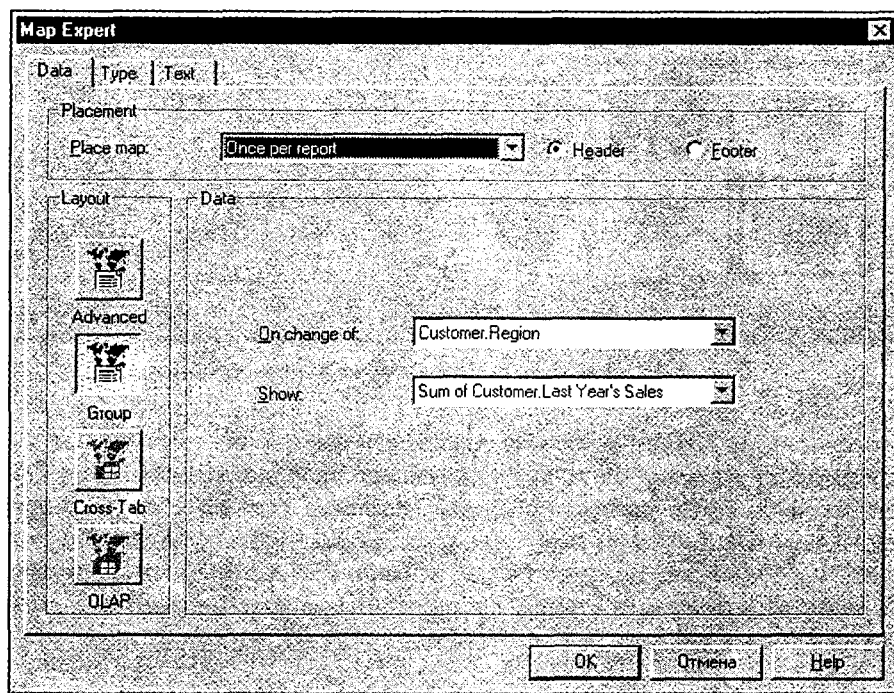 Map Expert
Data Type Text
Placement
Place map: Once per report Header Footer
Layout
Data
Advanced
On change of: Customer.Region
Show: Sum of Customer.Last Year's Sales
Group
Cross-Tab
OLAP
OK Отмена Help